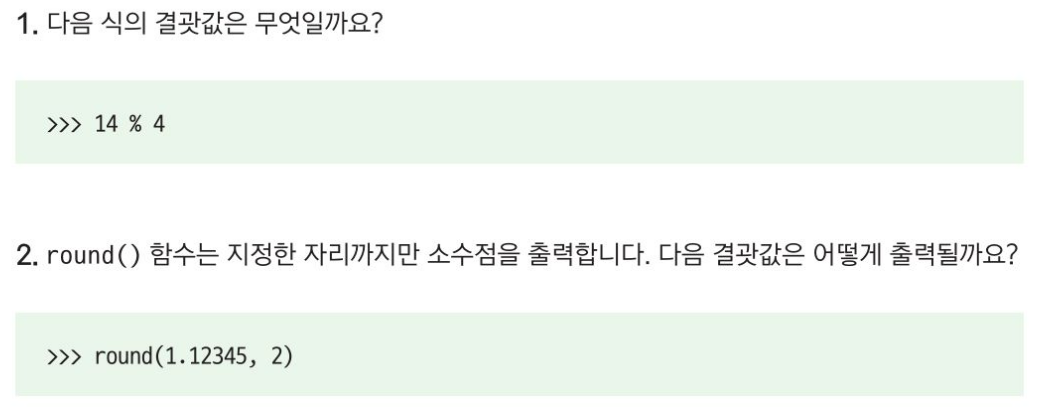 1. 다음 식의 결괏값은 무엇일까요?
>>> 14 % 4
2. round() 함수는 지정한 자리까지만 소수점을 출력합니다. 다음 결괏값은 어떻게 출력될까요?
>>> round(1.12345, 2)